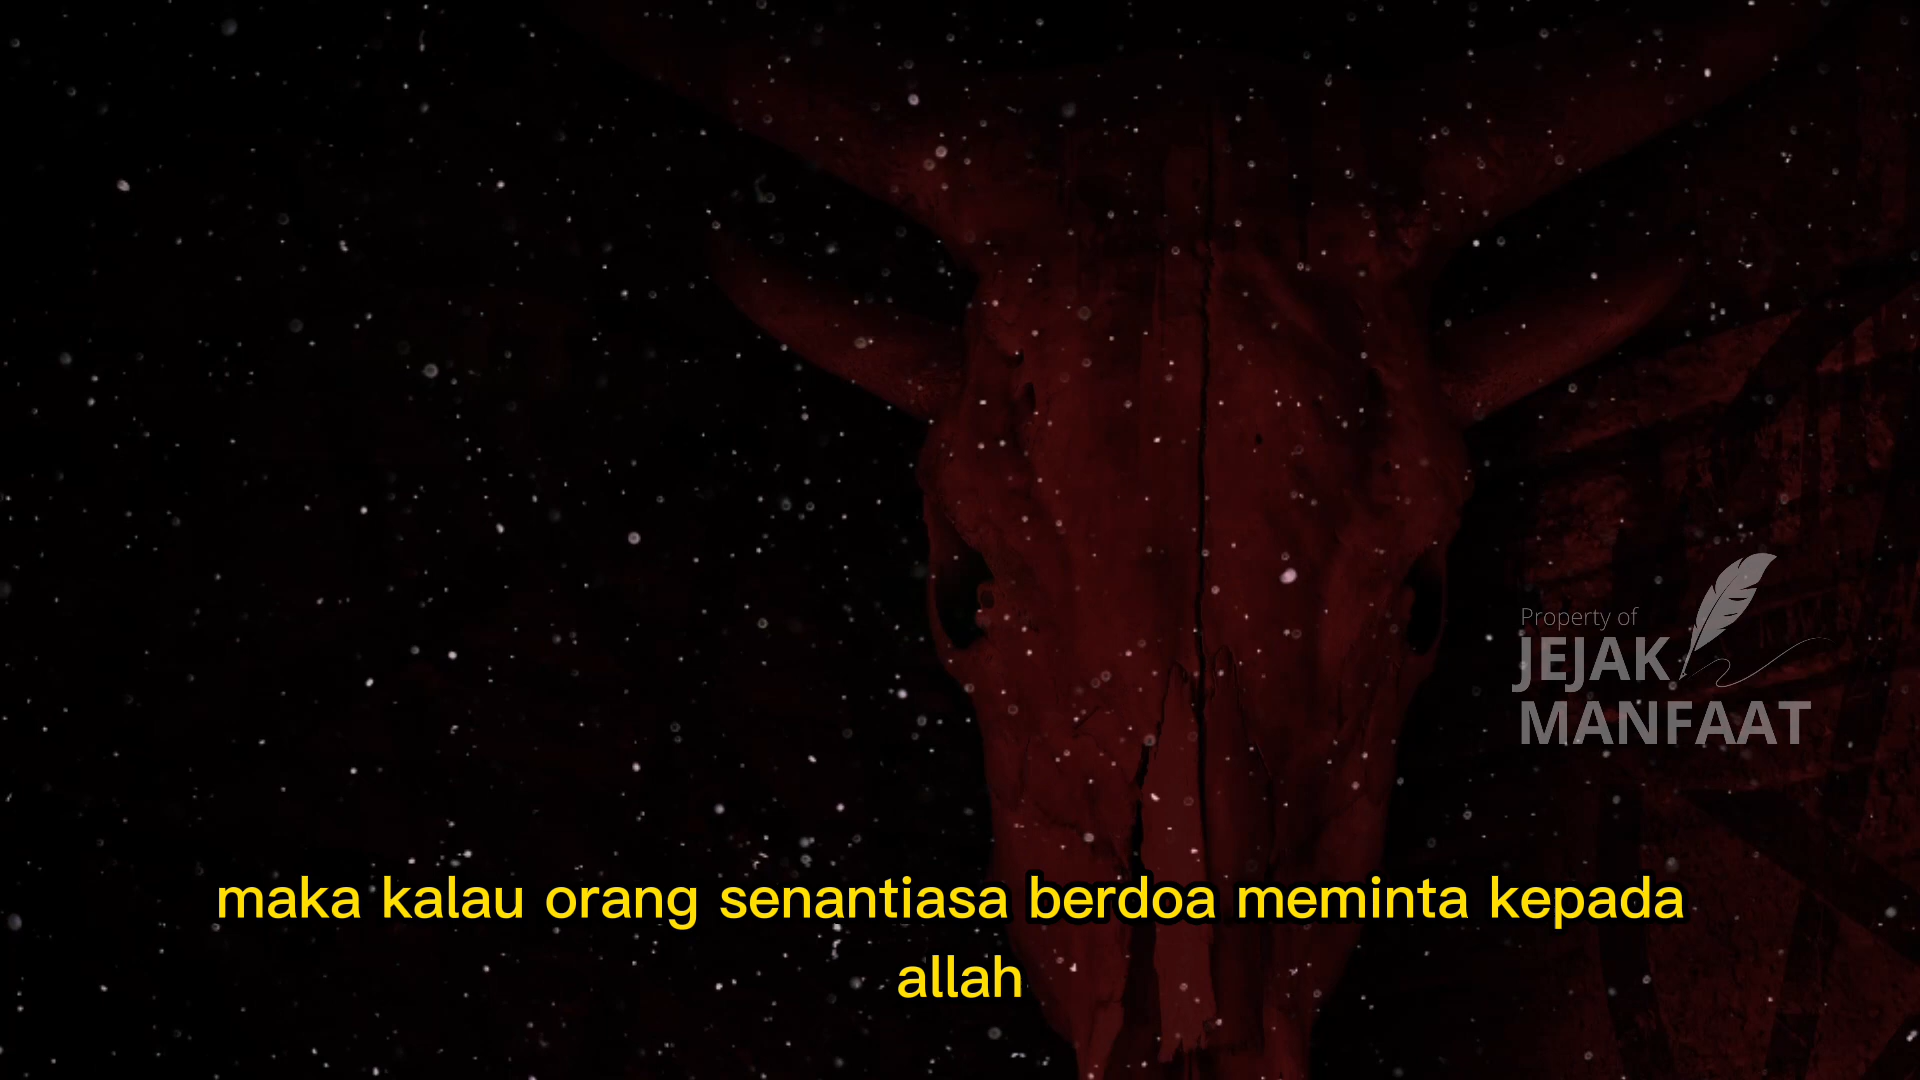 Property of
JEJAK
MANFAAT
maka kalau orang senantiasa berdoa meminta kepada
allah